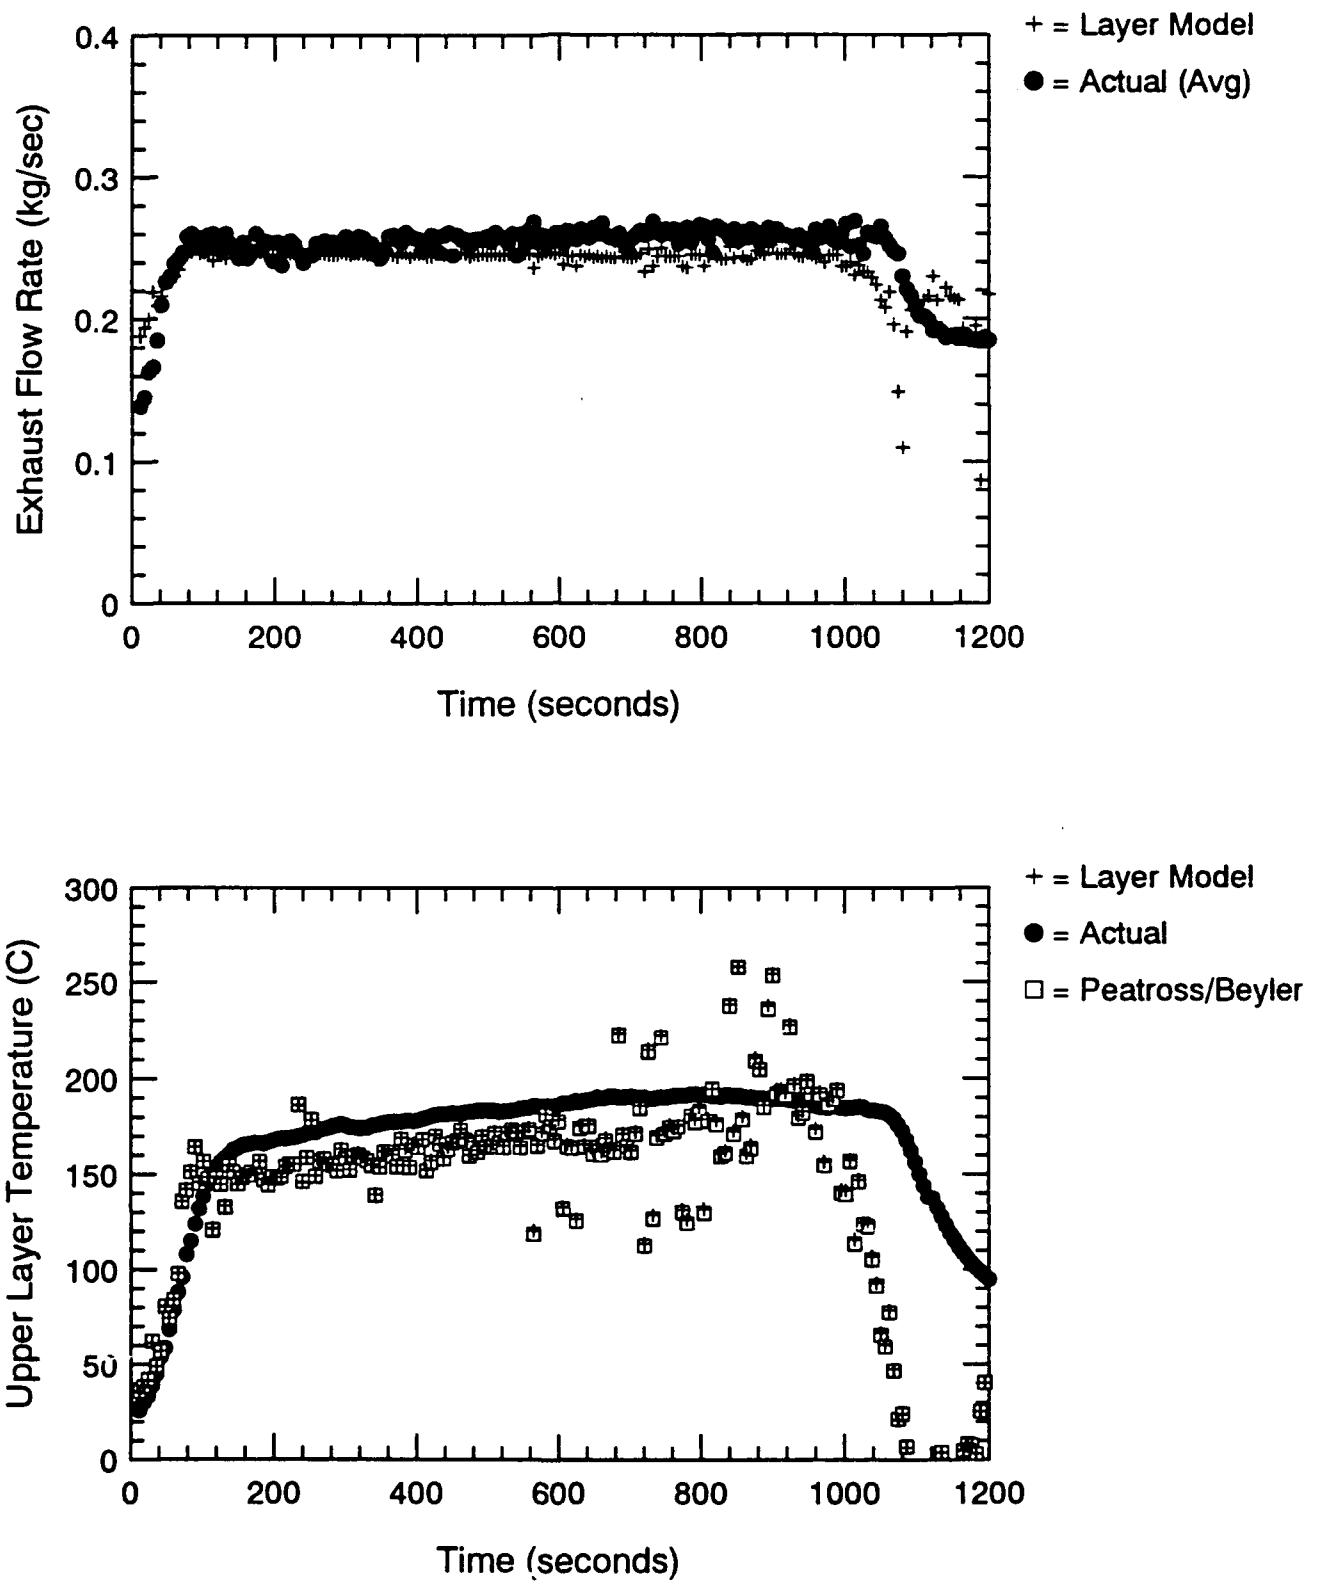 + = Layer Model
● = Actual (Avg)
Exhaust Flow Rate (kg/sec)
0.4
0.3
0.2
0.1
0
0 200 400 600 800 1000 1200
Time (seconds)
+ = Layer Model
● = Actual
□ = Peatross/Beyler
Upper Layer Temperature (C)
300
250
200
150
100
50
0
0 200 400 600 800 1000 1200
Time (seconds)